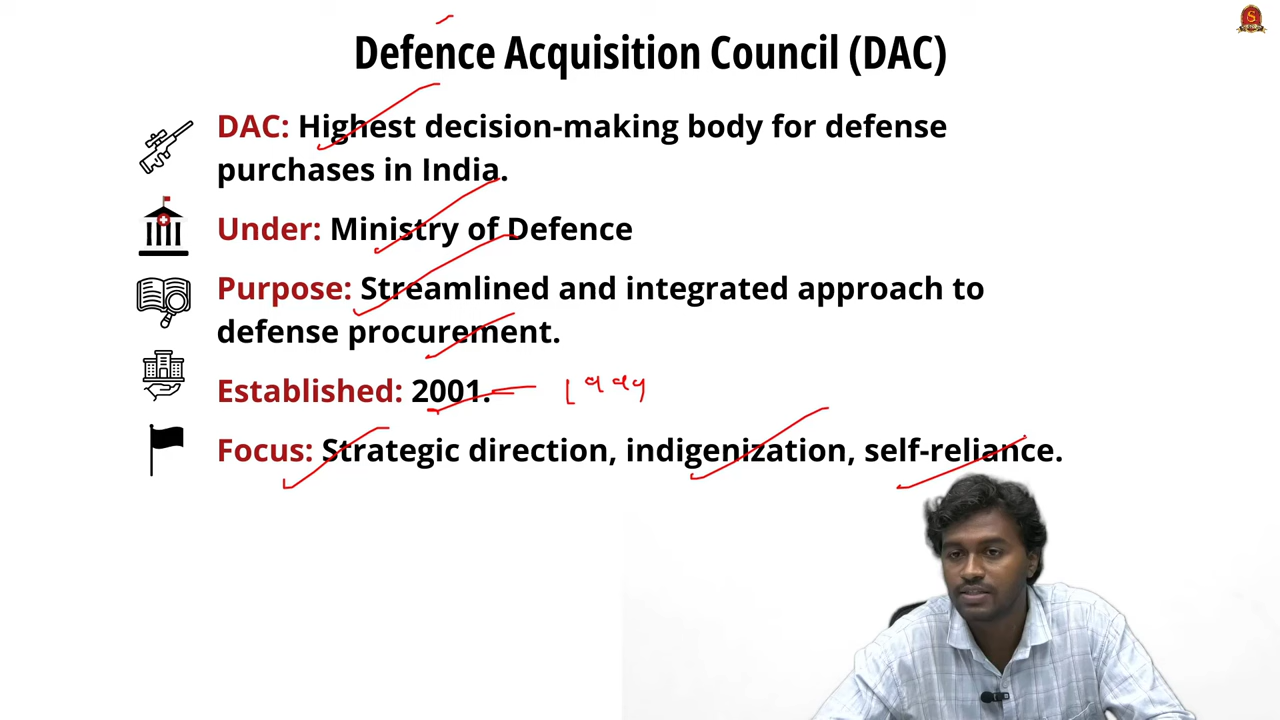 Defence Acquisition Council (DAC)
DAC: Highest decision-making body for defense
purchases in India.
Under: Ministry of Defence
Purpose: Streamlined and integrated approach to
defense procurement.
Established: 2001. 1999
Focus: Strategic direction, indigenization, self-reliance.